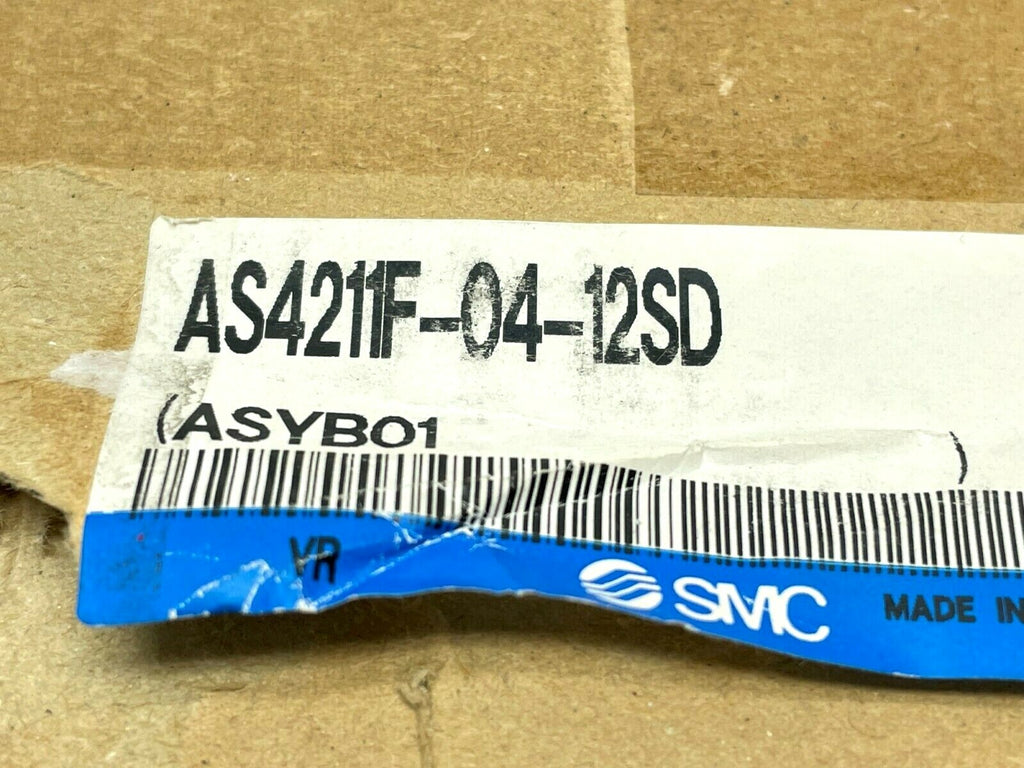 AS4211F-04-12SD
(ASYB01 )
VR
SMC MADE IN